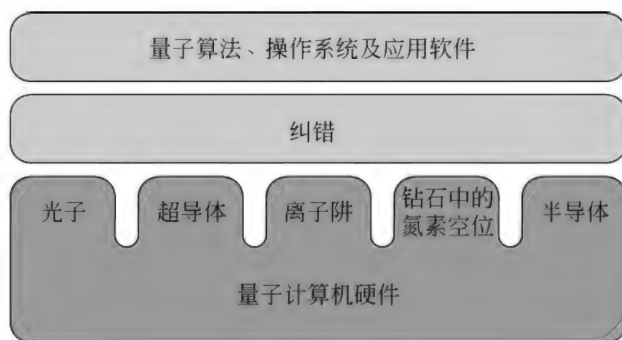 量子算法、操作系统及应用软件
纠错
光子
超导体
离子阱
钻石中的
氮素空位
半导体
量子计算机硬件